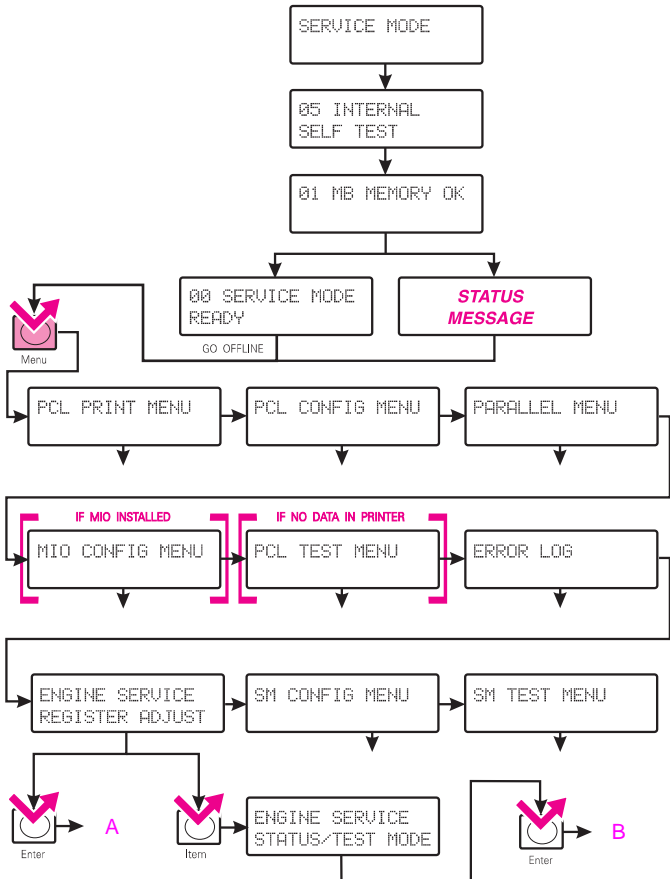 SERVICE MODE
05 INTERNAL
SELF TEST
01 MB MEMORY OK
00 SERVICE MODE
READY
STATUS
MESSAGE
GO OFFLINE
Menu
PCL PRINT MENU
PCL CONFIG MENU
PARALLEL MENU
IF MIO INSTALLED
IF NO DATA IN PRINTER
MIO CONFIG MENU
PCL TEST MENU
ERROR LOG
ENGINE SERVICE
REGISTER ADJUST
SM CONFIG MENU
SM TEST MENU
Enter
A
Item
ENGINE SERVICE
STATUS/TEST MODE
Enter
B